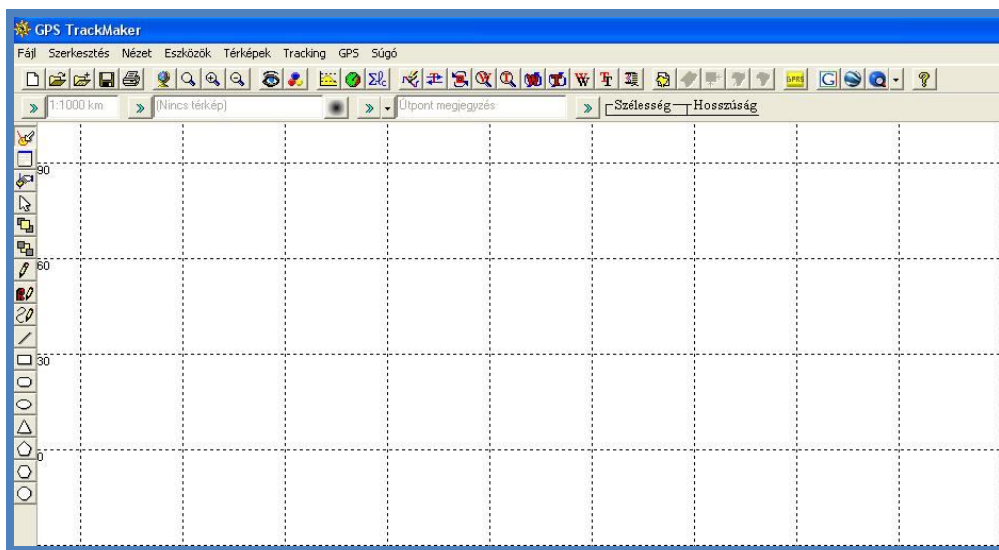 GPS TrackMaker
Fájl Szerkesztés Nézet Eszközök Térképek Tracking GPS Súgó
1:1000 km (Nincs térkép) Útpont megjegyzés Szélesség Hosszúság
90
60
30
0